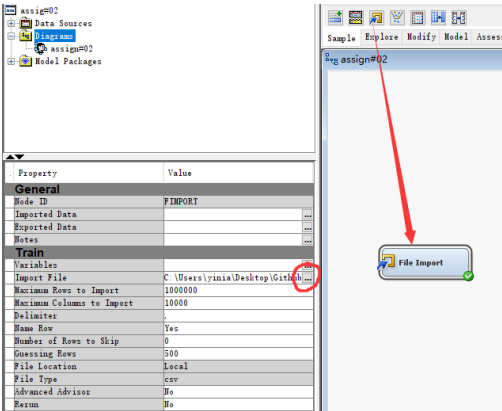 assig#02
Data Sources
Diagrams
assign#02
Model Packages
Sample Explore Modify Model Asses
assign#02
File Import
. Property Value
General
Node ID FIMPORT
Imported Data ...
Exported Data ...
Notes ...
Train
Variables ...
Import File C:\Users\yinia\Desktop\Github ...
Maximum Rows to Import 1000000
Maximum Columns to Import 10000
Delimiter ,
Name Row Yes
Number of Rows to Skip 0
Guessing Rows 500
File Location Local
File Type csv
Advanced Advisor No
Rerun No